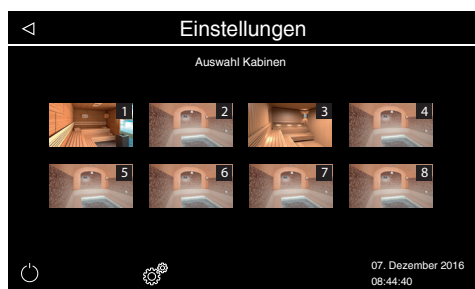 Einstellungen
Auswahl Kabinen
1 2 3 4
5 6 7 8
07. Dezember 2016
08:44:40